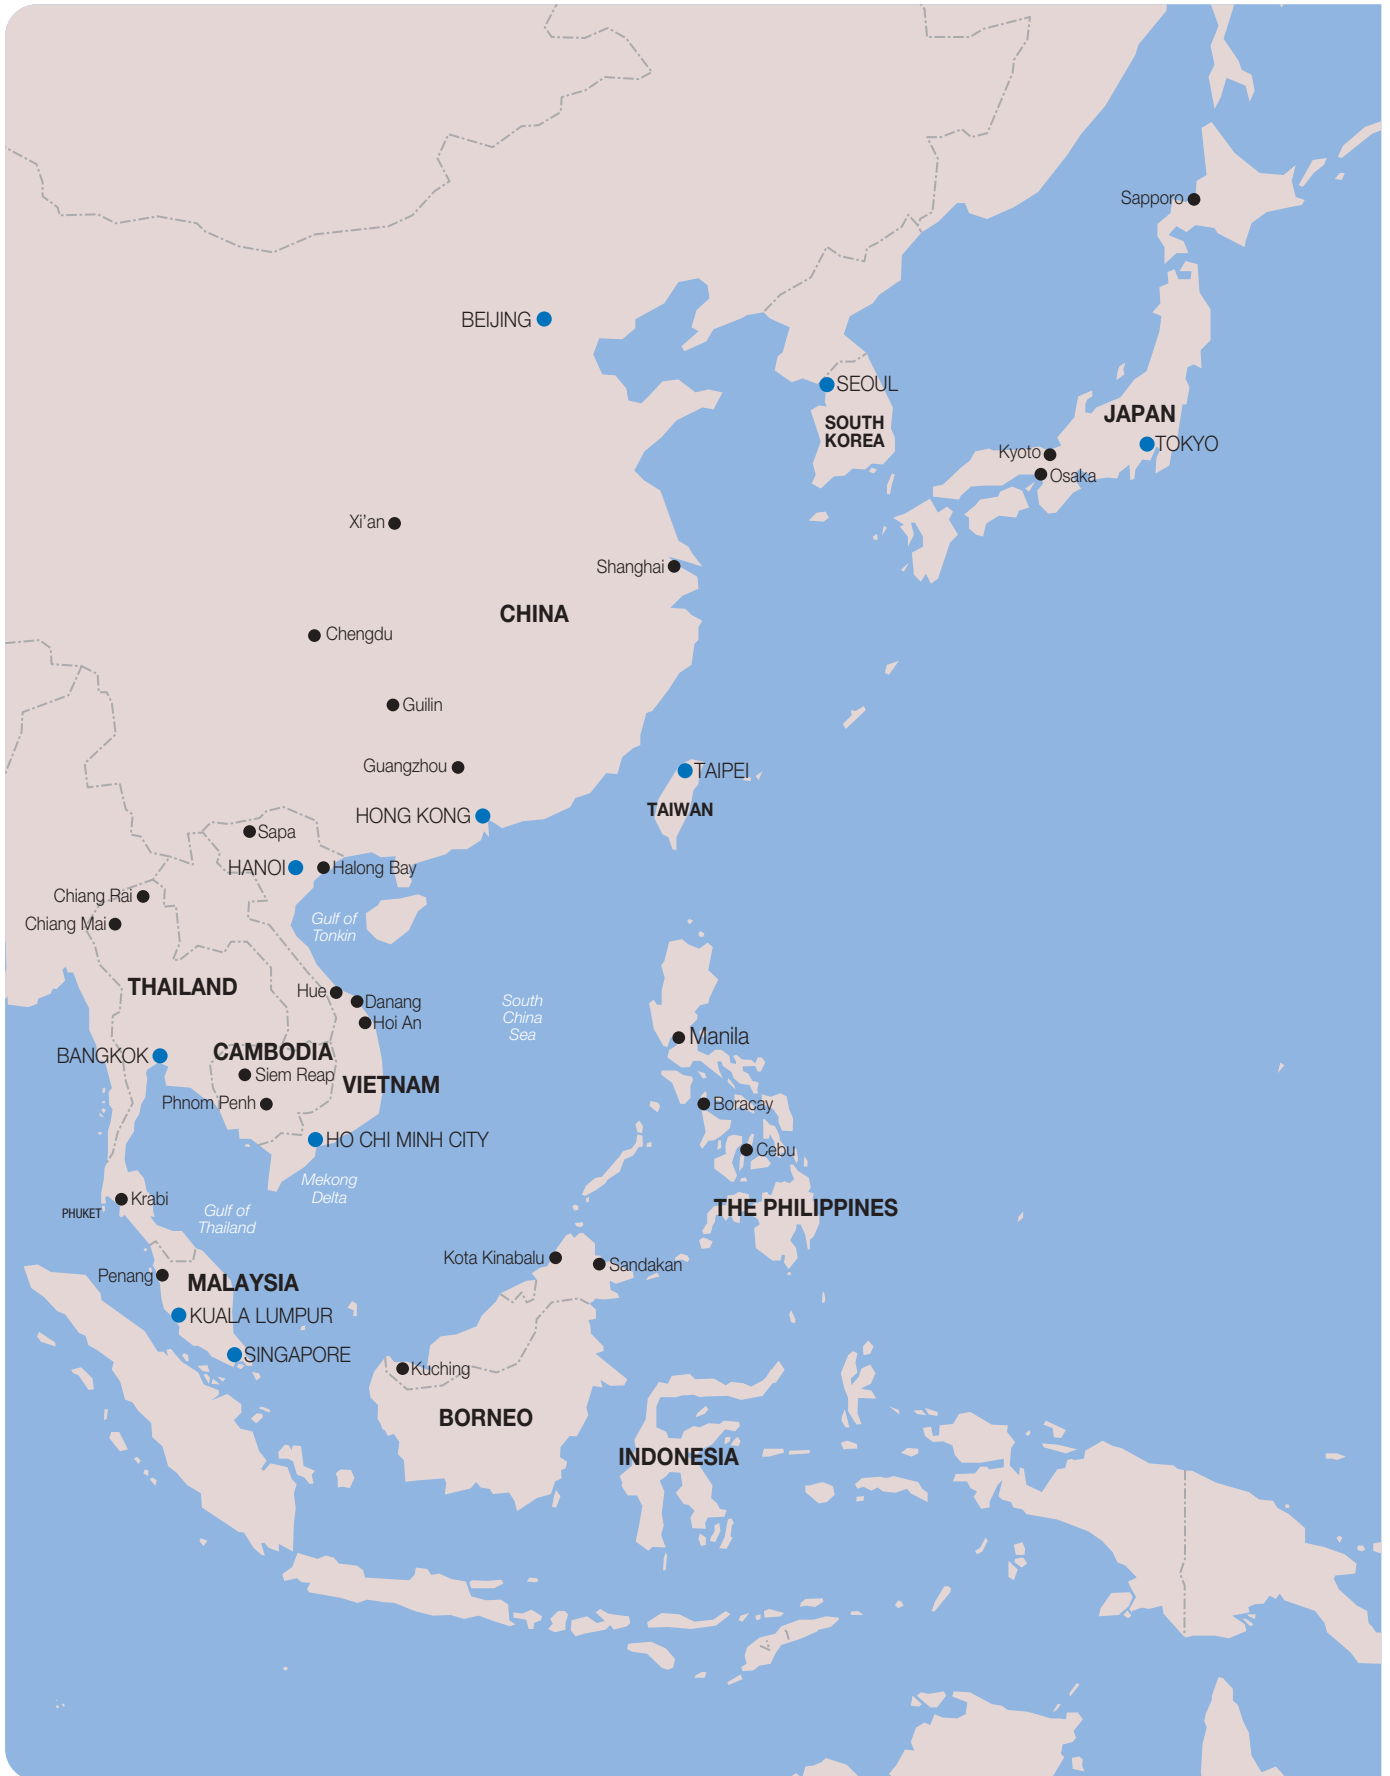 Sapporo
BEIJING
SEOUL
SOUTH
KOREA
JAPAN
TOKYO
Kyoto
Osaka
Xi'an
Shanghai
CHINA
Chengdu
Guilin
Guangzhou
TAIPEI
TAIWAN
HONG KONG
Sapa
HANOI
Halong Bay
Chiang Rai
Chiang Mai
Gulf of
Tonkin
THAILAND
Hue
Danang
Hoi An
South
China
Sea
Manila
BANGKOK
CAMBODIA
Siem Reap
VIETNAM
Phnom Penh
Boracay
HO CHI MINH CITY
Cebu
Mekong
Delta
Krabi
PHUKET
Gulf of
Thailand
THE PHILIPPINES
Kota Kinabalu
Sandakan
Penang
MALAYSIA
KUALA LUMPUR
SINGAPORE
Kuching
BORNEO
INDONESIA